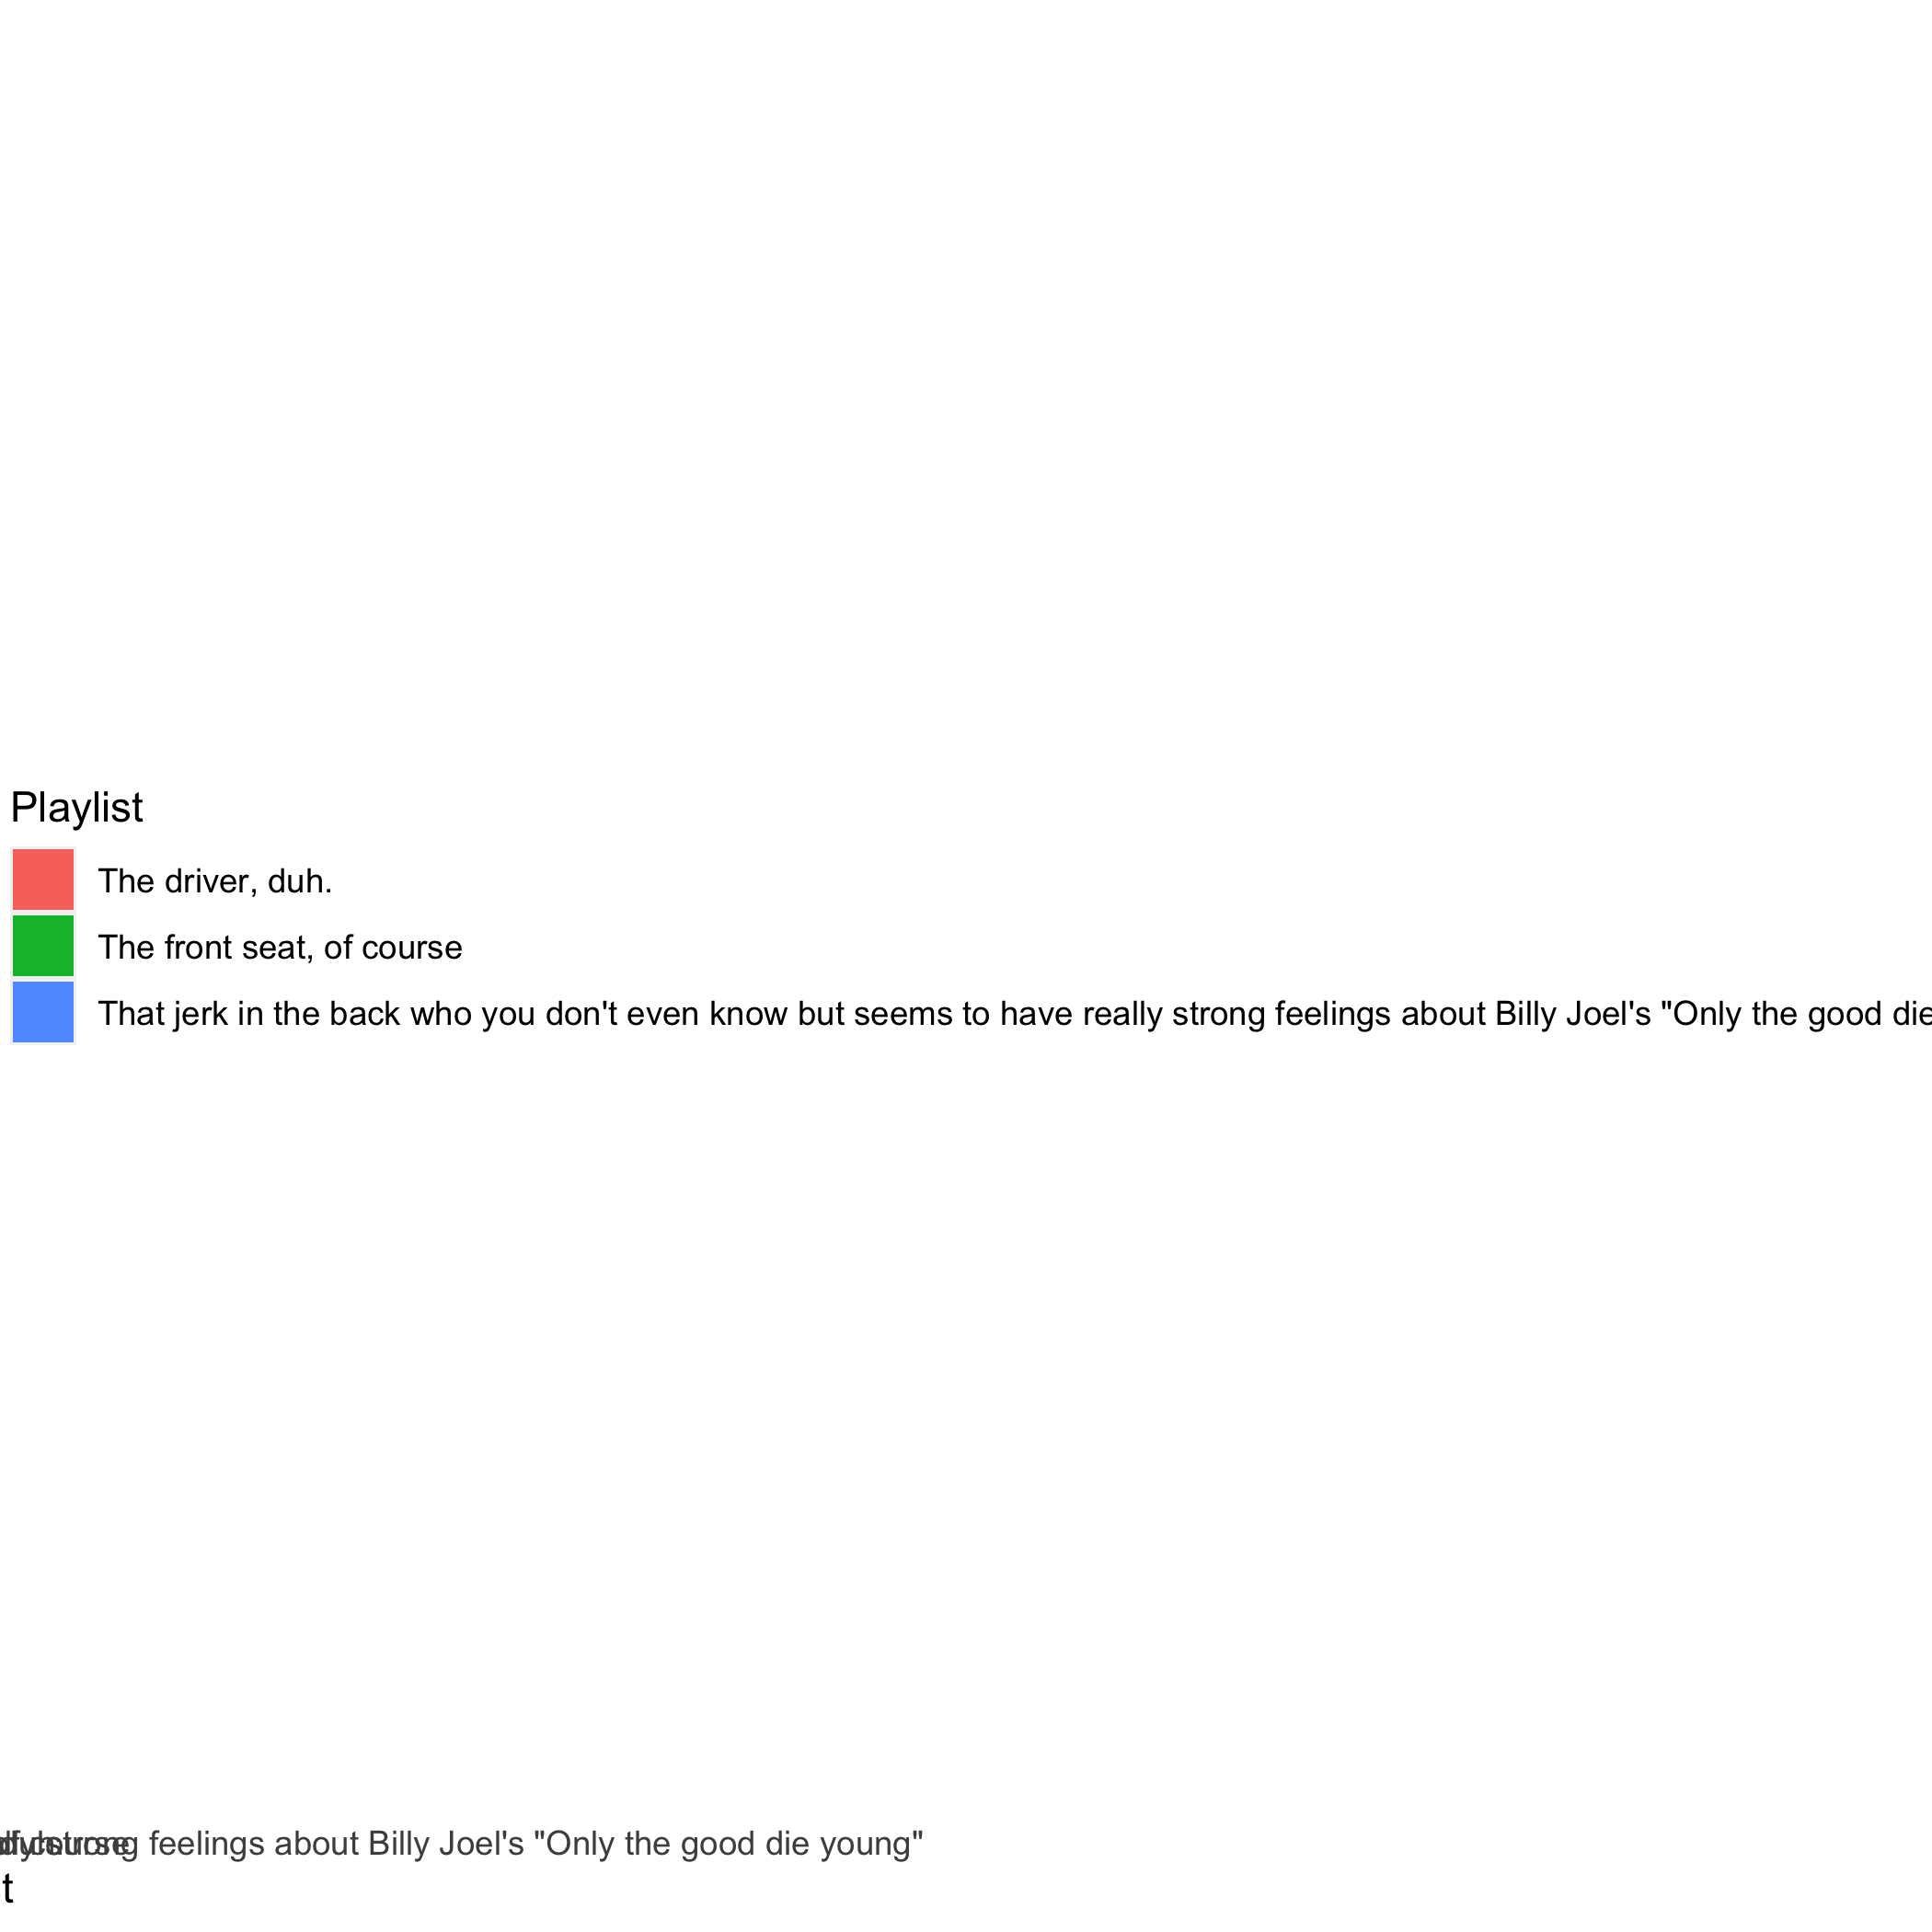 Playlist
The driver, duh.
The front seat, of course
That jerk in the back who you don't even know but seems to have really strong feelings about Billy Joel's "Only the good die
feelings about Billy Joel's "Only the good die young"
t